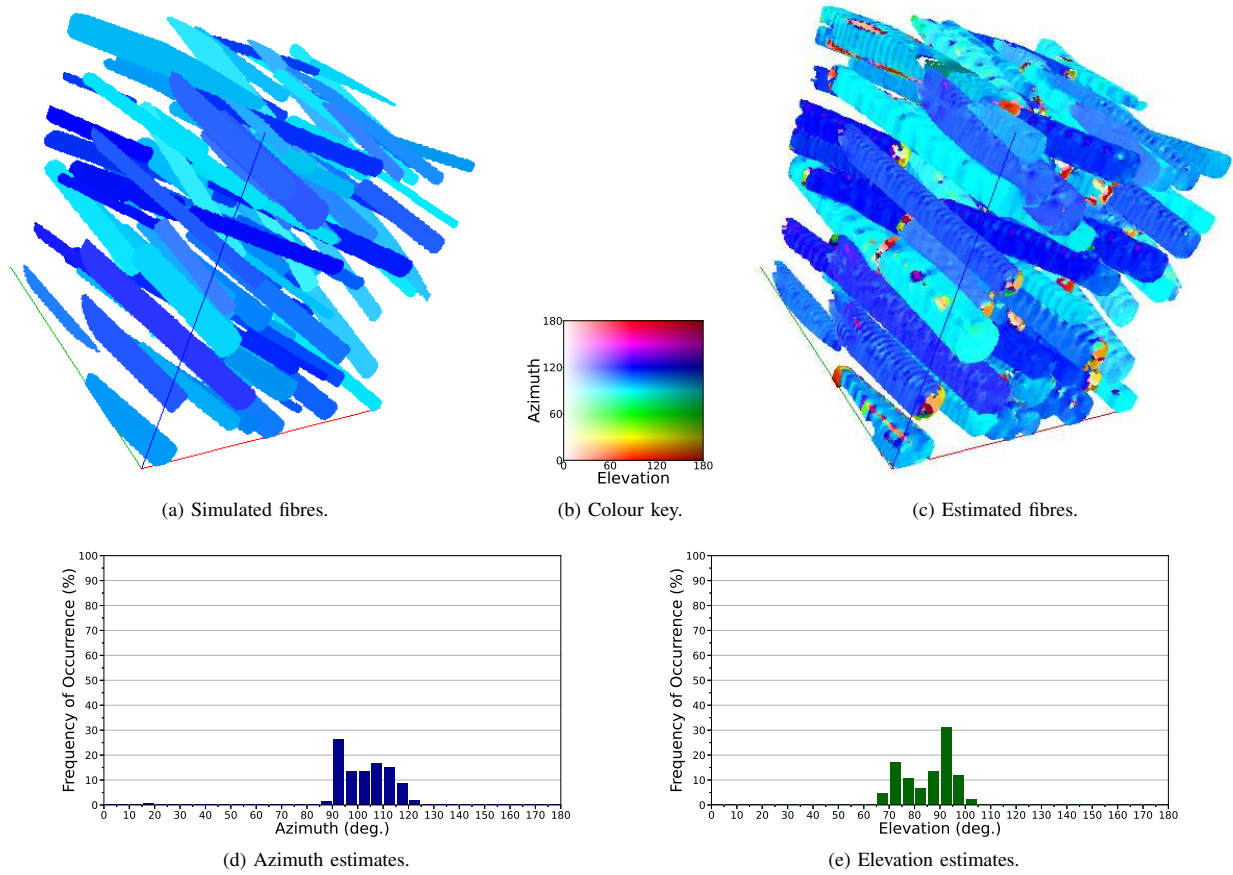 180
120
60
0
Azimuth
0 60 120 180
Elevation
(a) Simulated fibres.
(b) Colour key.
(c) Estimated fibres.
100
90
80
70
60
50
40
30
20
10
0
Frequency of Occurrence (%)
0 10 20 30 40 50 60 70 80 90 100 110 120 130 140 150 160 170 180
Azimuth (deg.)
(d) Azimuth estimates.
100
90
80
70
60
50
40
30
20
10
0
Frequency of Occurrence (%)
0 10 20 30 40 50 60 70 80 90 100 110 120 130 140 150 160 170 180
Elevation (deg.)
(e) Elevation estimates.